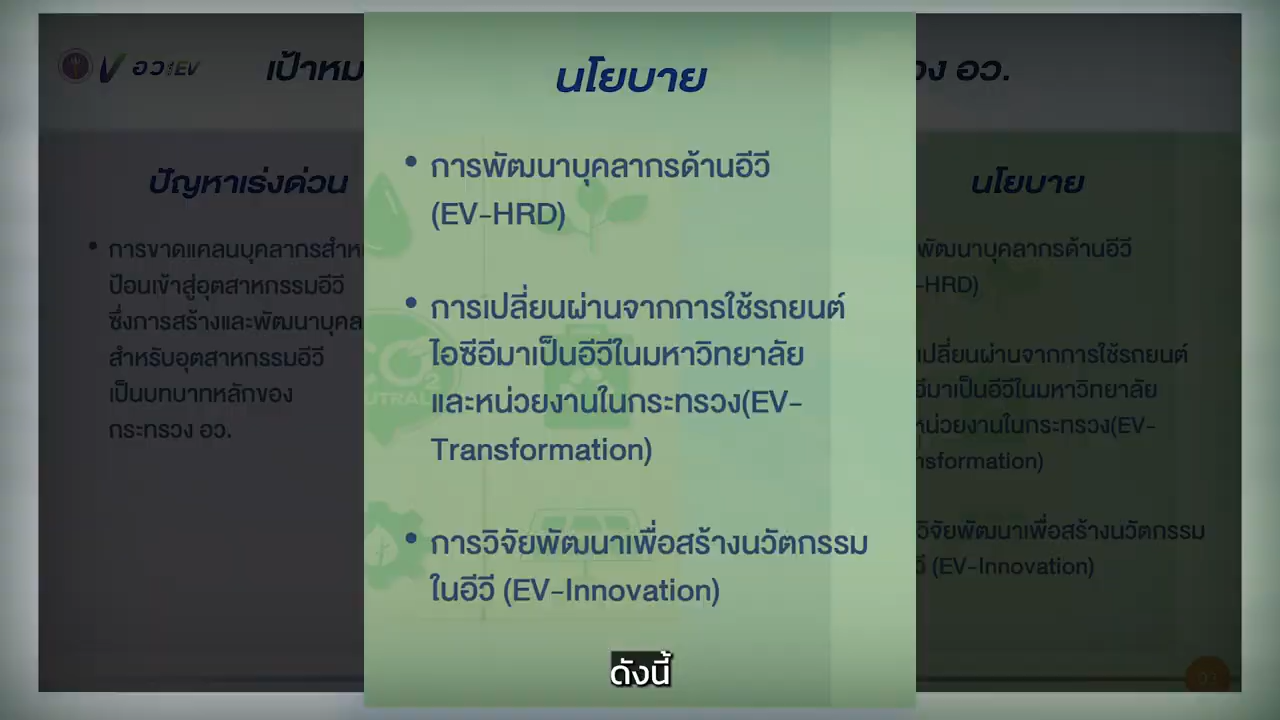 อว EV
เป้าหม
วง อว.
ปัญหาเร่งด่วน
การขาดแคลนบุคลากรสำห
ป้อนเข้าสู่อุตสาหกรรมอีวี
ซึ่งการสร้างและพัฒนาบุคล
สำหรับอุตสาหกรรมอีวี
เป็นบทบาทหลักของ
กระทรวง อว.
นโยบาย
• การพัฒนาบุคลากรด้านอีวี
(EV-HRD)
• การเปลี่ยนผ่านจากการใช้รถยนต์
ไอซีอีมาเป็นอีวีในมหาวิทยาลัย
และหน่วยงานในกระทรวง(EV-
Transformation)
• การวิจัยพัฒนาเพื่อสร้างนวัตกรรม
ในอีวี (EV-Innovation)
ดังนี้
นโยบาย
พัฒนาบุคลากรด้านอีวี
-HRD)
เปลี่ยนผ่านจากการใช้รถยนต์
อีมาเป็นอีวีในมหาวิทยาลัย
หน่วยงานในกระทรวง(EV-
nsformation)
วิจัยพัฒนาเพื่อสร้างนวัตกรรม
วี (EV-Innovation)
03